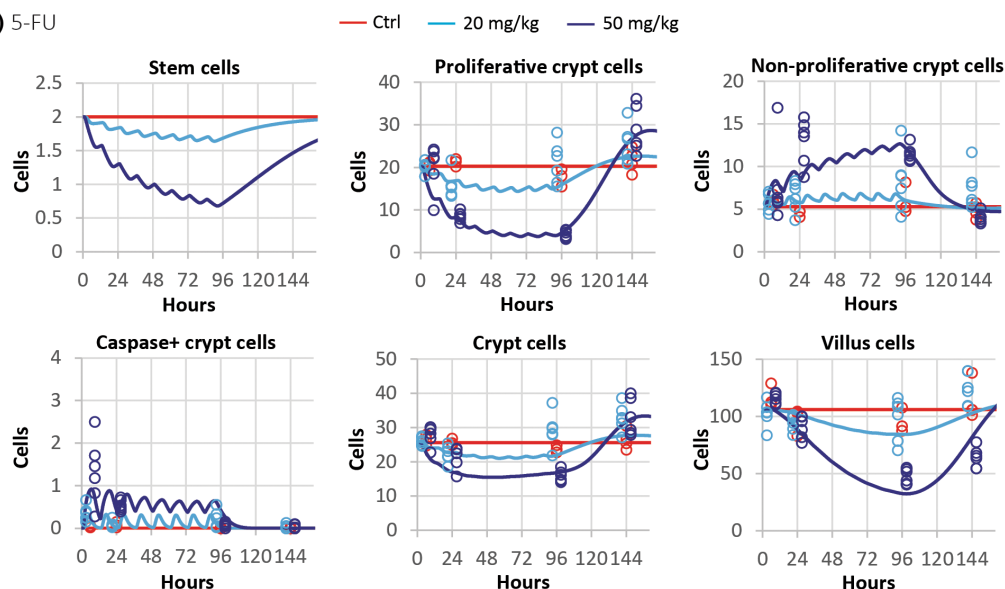 ) 5-FU
Ctrl 20 mg/kg 50 mg/kg
Stem cells
2.5
2
1.5
1
0.5
0
Cells
0 24 48 72 96 120 144
Hours
Proliferative crypt cells
40
30
20
10
0
Cells
0 24 48 72 96 120 144
Hours
Non-proliferative crypt cells
20
15
10
5
0
Cells
0 24 48 72 96 120 144
Hours
Caspase+ crypt cells
4
3
2
1
0
Cells
0 24 48 72 96 120 144
Hours
Crypt cells
50
40
30
20
10
0
Cells
0 24 48 72 96 120 144
Hours
Villus cells
150
100
50
0
Cells
0 24 48 72 96 120 144
Hours